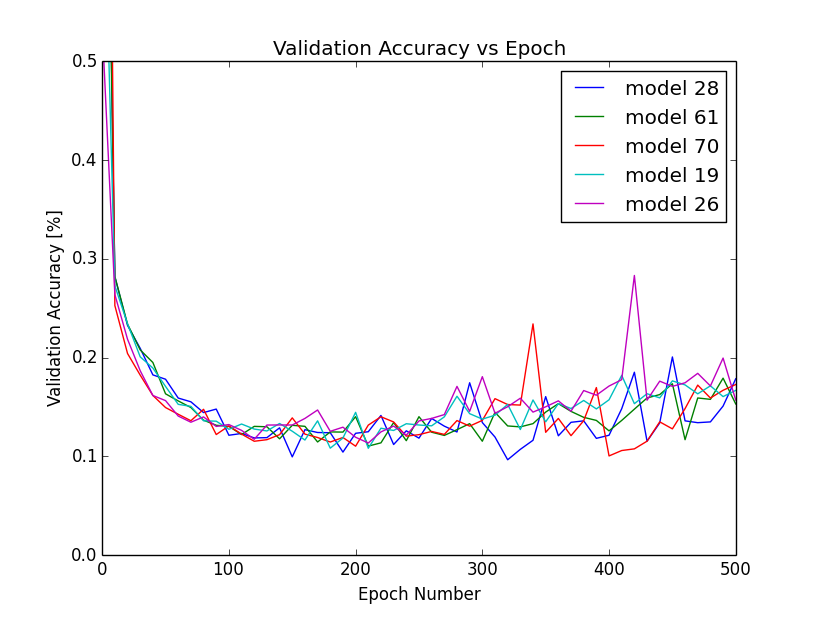 Validation Accuracy vs Epoch
0.5
0.4
0.3
0.2
0.1
0.0
Validation Accuracy [%]
model 28
model 61
model 70
model 19
model 26
0 100 200 300 400 500
Epoch Number